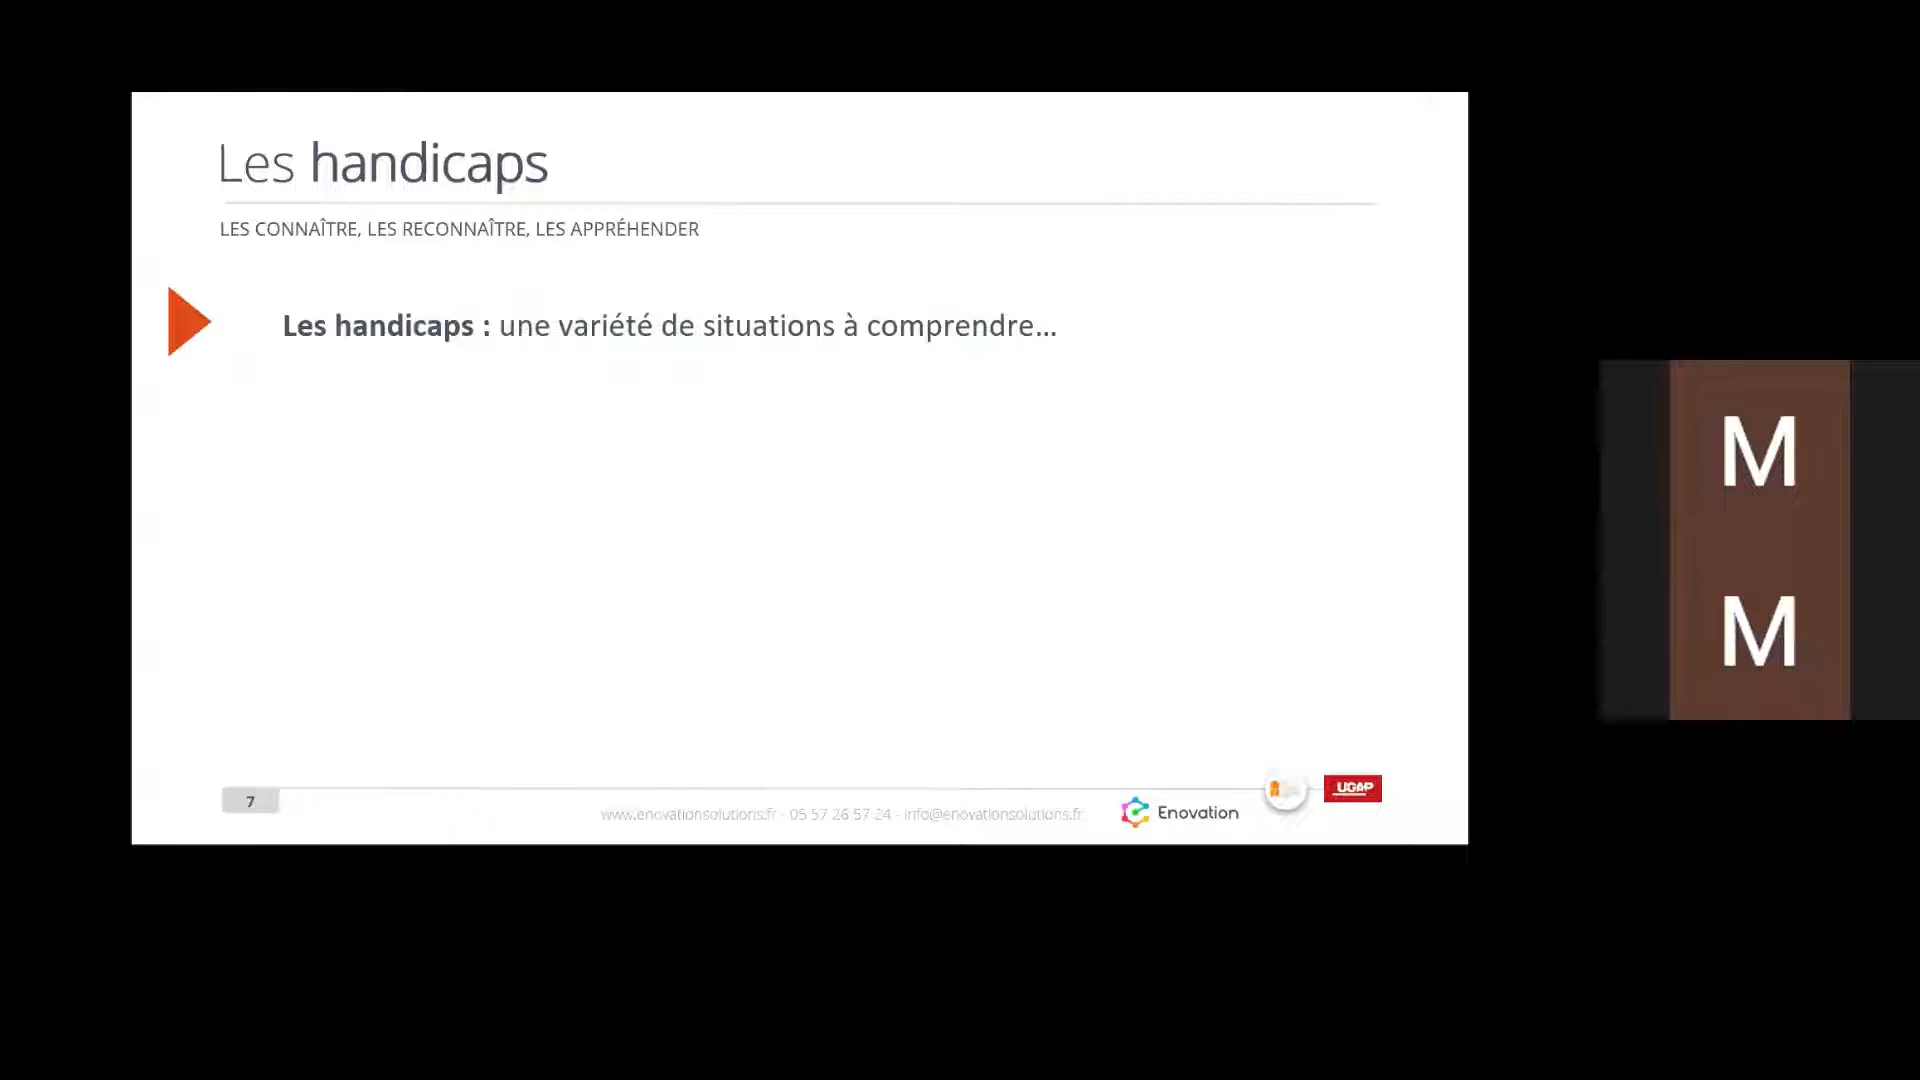 Les handicaps
LES CONNAÎTRE, LES RECONNAÎTRE, LES APPRÉHENDER
Les handicaps : une variété de situations à comprendre...
M
M
7
www.enovationsolutions.fr - 05 57 26 57 24 - info@enovationsolutions.fr
Enovation
UGAP